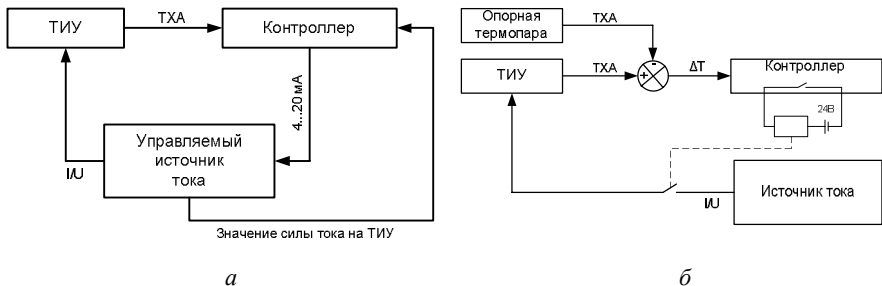 ТИУ
ТХА
Контроллер
4...20 мА
Управляемый
источник
тока
I/U
Значение силы тока на ТИУ
а
Опорная
термопара
ТХА
-
ТИУ
ТХА
+
ΔТ
Контроллер
24В
I/U
Источник тока
б